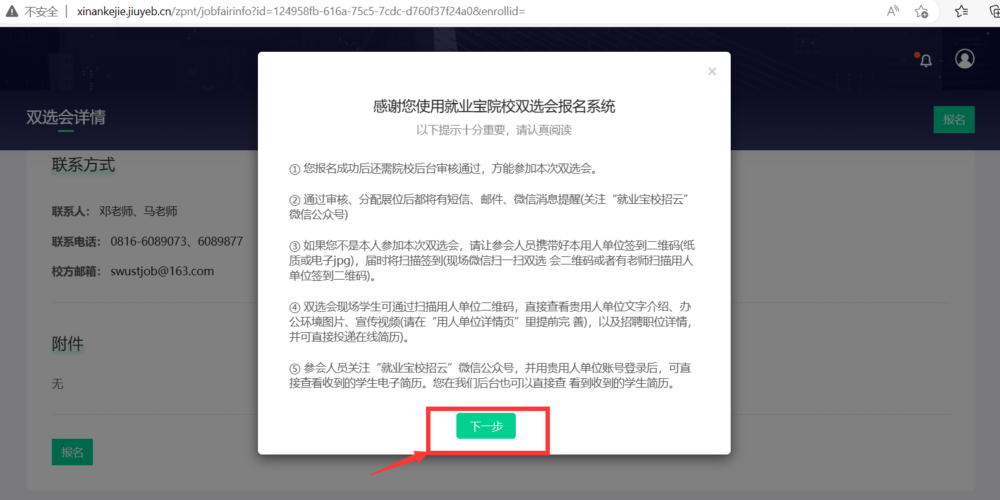 不安全 | xinankejie.jiuyeb.cn/zpnt/jobfairinfo?id=124958fb-616a-75c5-7cdc-d760f37f24a0&enrollid=
双选会详情
报名
联系方式
联系人： 邓老师、马老师
联系电话： 0816-6089073、6089877
校方邮箱： swustjob@163.com
附件
无
报名
×
感谢您使用就业宝院校双选会报名系统
以下提示十分重要，请认真阅读
① 您报名成功后还需院校后台审核通过，方能参加本次双选会。
② 通过审核、分配展位后都将有短信、邮件、微信消息提醒(关注“就业宝校招云”
微信公众号)
③ 如果您不是本人参加本次双选会，请让参会人员携带好本用人单位签到二维码(纸
质或电子jpg)，届时将扫描签到(现场微信扫一扫双选 会二维码或者有老师扫描用人
单位签到二维码)。
④ 双选会现场学生可通过扫描用人单位二维码，直接查看贵用人单位文字介绍、办
公环境图片、宣传视频(请在“用人单位详情页”里提前完 善)，以及招聘职位详情，
并可直接投递在线简历)。
⑤ 参会人员关注“就业宝校招云”微信公众号，并用贵用人单位账号登录后，可直
接查看收到的学生电子简历。您在我们后台也可以直接查 看到收到的学生简历。
下一步